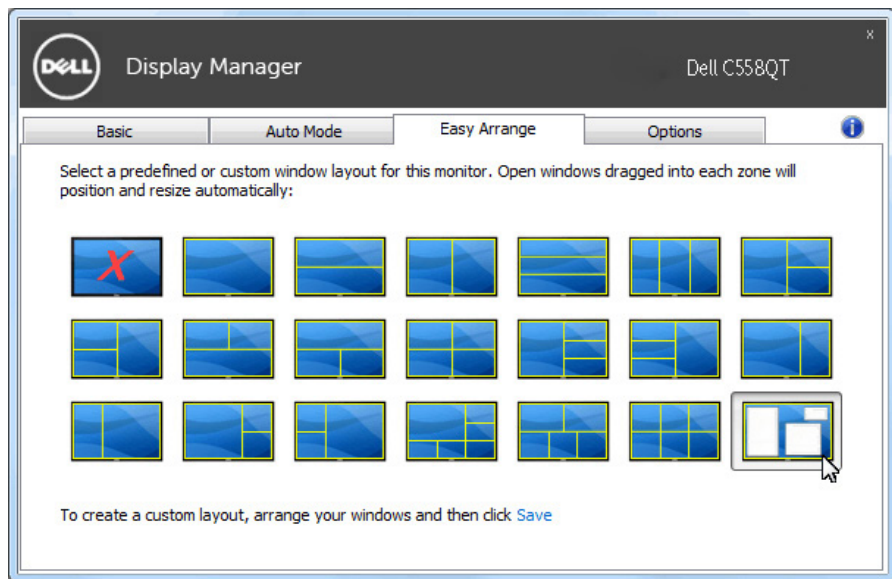 DELL
Display Manager
Dell C558QT
x
Basic
Auto Mode
Easy Arrange
Options
i
Select a predefined or custom window layout for this monitor. Open windows dragged into each zone will
position and resize automatically:
X
To create a custom layout, arrange your windows and then click Save